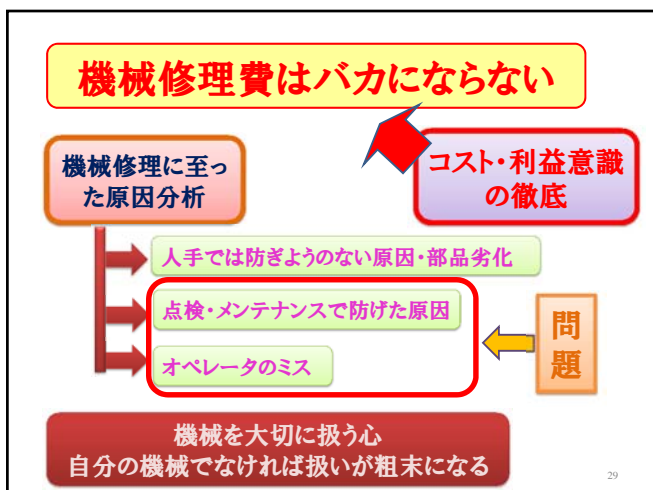 機械修理費はバカにならない
機械修理に至っ
た原因分析
コスト・利益意識
の徹底
人手では防ぎようのない原因・部品劣化
点検・メンテナンスで防げた原因
オペレータのミス
問
題
機械を大切に扱う心
自分の機械でなければ扱いが粗末になる
29